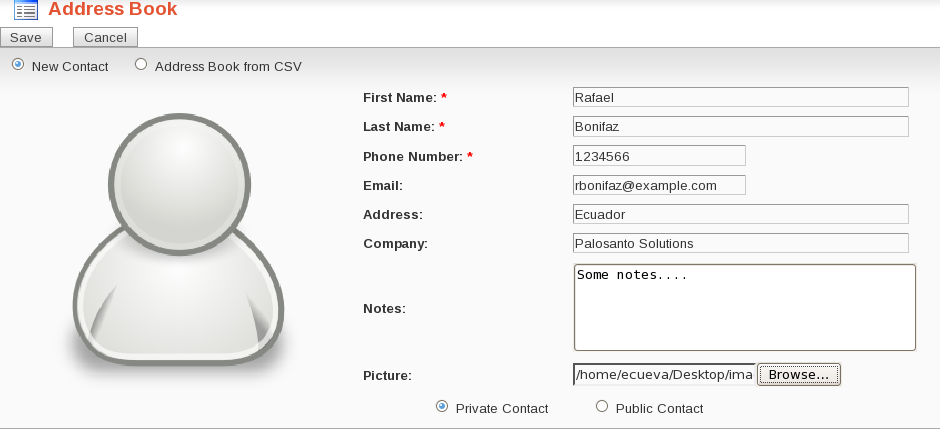 Address Book
Save Cancel
New Contact Address Book from CSV
First Name: * Rafael
Last Name: * Bonifaz
Phone Number: * 1234566
Email: rbonifaz@example.com
Address: Ecuador
Company: Palosanto Solutions
Notes: Some notes....
Picture: /home/ecueva/Desktop/ima Browse...
Private Contact Public Contact